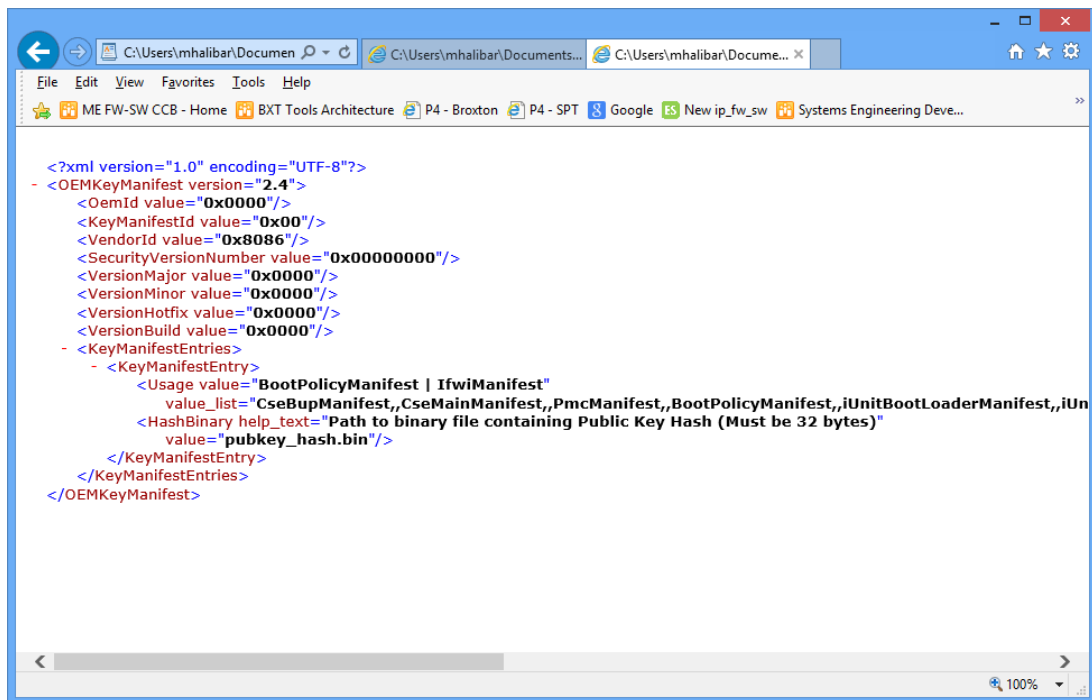 C:\Users\mhalibar\Documen
C:\Users\mhalibar\Documents...
C:\Users\mhalibar\Docume...
File Edit View Favorites Tools Help
ME FW-SW CCB - Home BXT Tools Architecture P4 - Broxton P4 - SPT Google New ip_fw_sw Systems Engineering Deve...
<?xml version="1.0" encoding="UTF-8"?>
- <OEMKeyManifest version="2.4">
<OemId value="0x0000"/>
<KeyManifestId value="0x00"/>
<VendorId value="0x8086"/>
<SecurityVersionNumber value="0x00000000"/>
<VersionMajor value="0x0000"/>
<VersionMinor value="0x0000"/>
<VersionHotfix value="0x0000"/>
<VersionBuild value="0x0000"/>
- <KeyManifestEntries>
- <KeyManifestEntry>
<Usage value="BootPolicyManifest | IfwiManifest"
value_list="CseBupManifest,,CseMainManifest,,PmcManifest,,BootPolicyManifest,,iUnitBootLoaderManifest,,iUn
<HashBinary help_text="Path to binary file containing Public Key Hash (Must be 32 bytes)"
value="pubkey_hash.bin"/>
</KeyManifestEntry>
</KeyManifestEntries>
</OEMKeyManifest>
100%